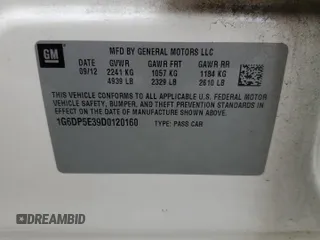 GM
MFD BY GENERAL MOTORS LLC
DATE GVWR GAWR FRT GAWR RR
09/12 2241 KG 1057 KG 1184 KG
4939 LB 2329 LB 2610 LB
THIS VEHICLE CONFORMS TO ALL APPLICABLE U.S. FEDERAL MOTOR VEHICLE
SAFETY, BUMPER, AND THEFT PREVENTION STANDARDS IN EFFECT ON
THE DATE OF MANUFACTURE SHOWN ABOVE.
1G6DP5E39D0120160 TYPE: PASS CAR
DREAMBID